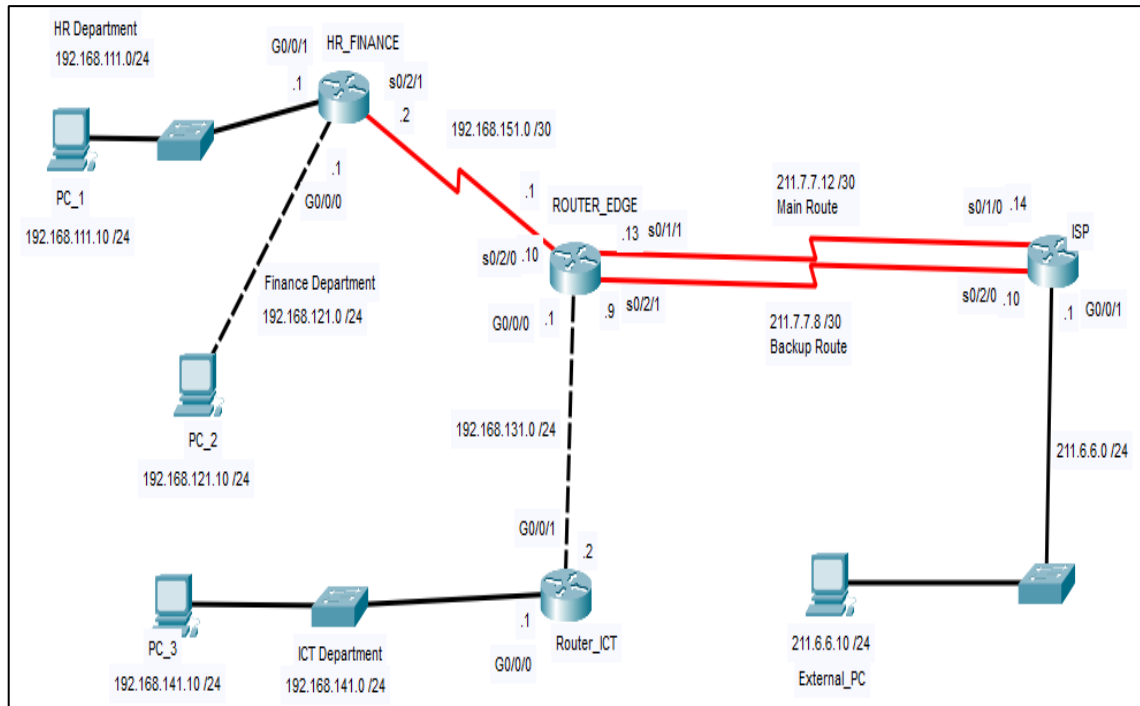 HR Department
192.168.111.0/24
G0/0/1
.1
HR_FINANCE
s0/2/1
.2
192.168.151.0 /30
PC_1
192.168.111.10 /24
.1
G0/0/0
.1
ROUTER_EDGE
.13 s0/1/1
211.7.7.12 /30
Main Route
s0/1/0 .14
ISP
s0/2/0 .10
Finance Department
192.168.121.0 /24
G0/0/0 .1
.9 s0/2/1
211.7.7.8 /30
Backup Route
s0/2/0 .10
.1 G0/0/1
PC_2
192.168.121.10 /24
192.168.131.0 /24
211.6.6.0 /24
G0/0/1
.2
PC_3
192.168.141.10 /24
ICT Department
192.168.141.0 /24
.1
G0/0/0
Router_ICT
211.6.6.10 /24
External_PC